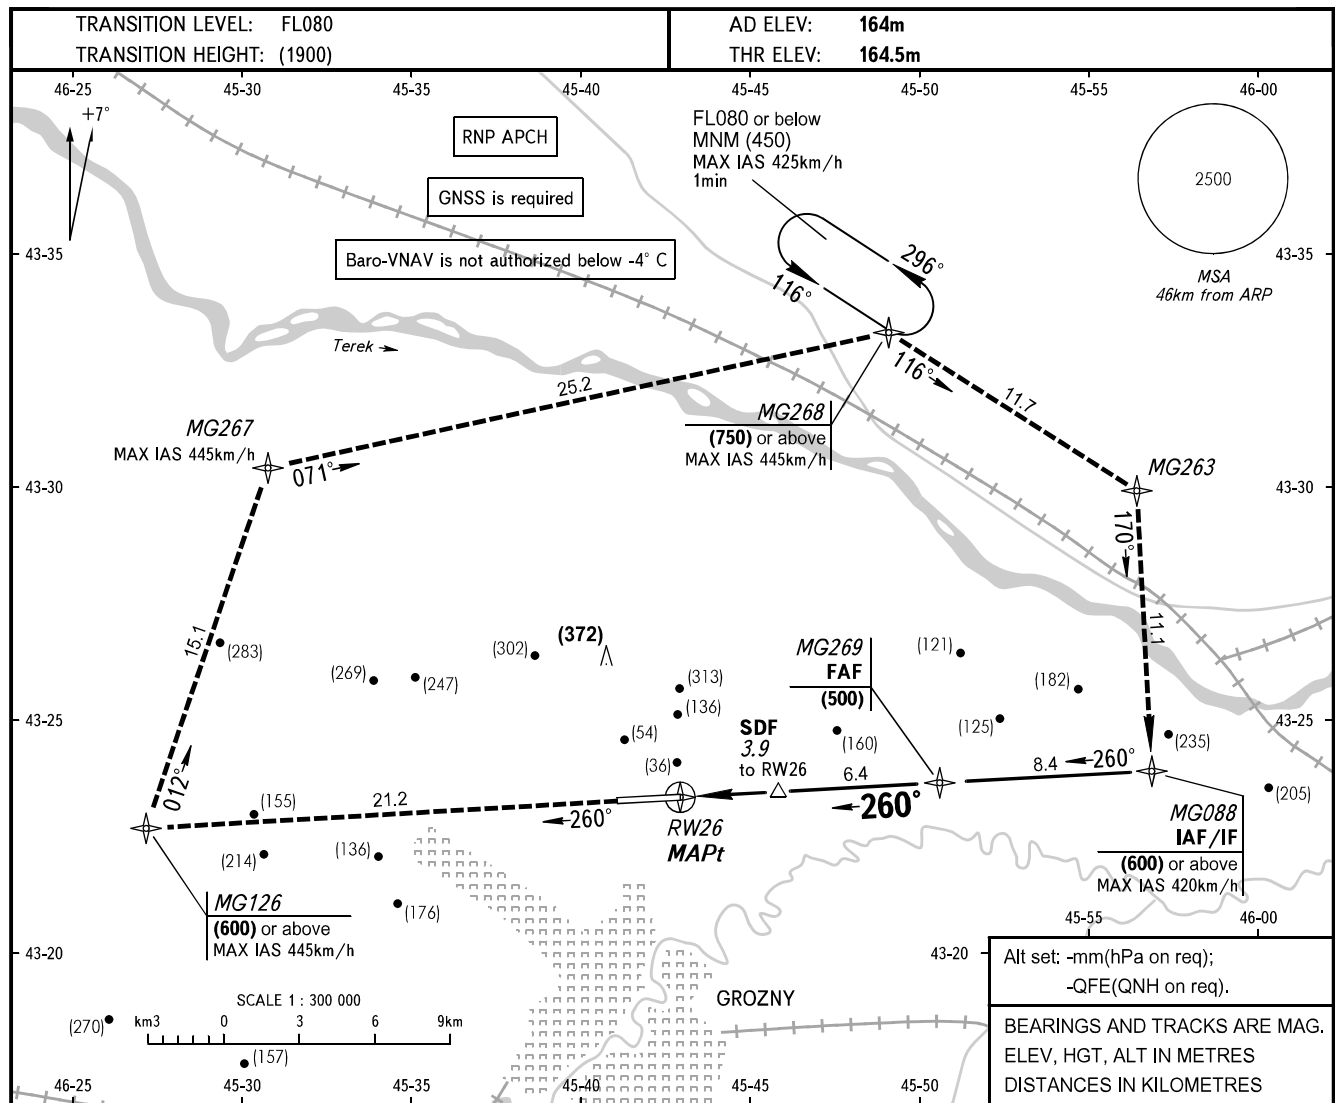 TRANSITION LEVEL: FL080
TRANSITION HEIGHT: (1900)
AD ELEV: 164m
THR ELEV: 164.5m
46-25 45-30 45-35 45-40 45-45 45-50 45-55 46-00
+7°
RNP APCH
GNSS is required
Baro-VNAV is not authorized below -4° C
FL080 or below
MNM (450)
MAX IAS 425km/h
1min
2500
MSA
46km from ARP
43-35
43-35
296°
116°
Terek
116°
11.7
25.2
MG267
MAX IAS 445km/h
071°
MG268
(750) or above
MAX IAS 445km/h
MG263
43-30
43-30
170°
11.1
15.1
(283)
(302)
(372)
(269)
(247)
(313)
(136)
(54)
(36)
MG269
FAF
(500)
(121)
(182)
(125)
(160)
(235)
(205)
43-25
43-25
SDF
3.9
to RW26
6.4
8.4
260°
260°
012°
(155)
21.2
260°
RW26
MAPt
MG088
IAF/IF
(600) or above
MAX IAS 420km/h
(214)
(136)
(176)
MG126
(600) or above
MAX IAS 445km/h
45-55 46-00
43-20
43-20
Alt set: -mm(hPa on req);
-QFE(QNH on req).
GROZNY
SCALE 1 : 300 000
km3 0 3 6 9km
(270)
(157)
BEARINGS AND TRACKS ARE MAG.
ELEV, HGT, ALT IN METRES
DISTANCES IN KILOMETRES
46-25 45-30 45-35 45-40 45-45 45-50